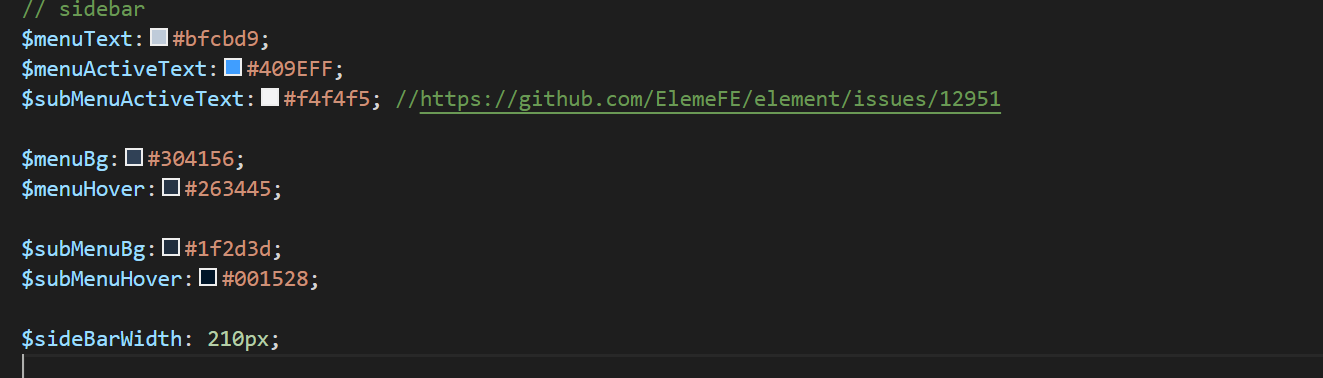 // sidebar
$menuText:#bfcbd9;
$menuActiveText:#409EFF;
$subMenuActiveText:#f4f4f5; //https://github.com/ElemeFE/element/issues/12951
$menuBg:#304156;
$menuHover:#263445;
$subMenuBg:#1f2d3d;
$subMenuHover:#001528;
$sideBarWidth: 210px;